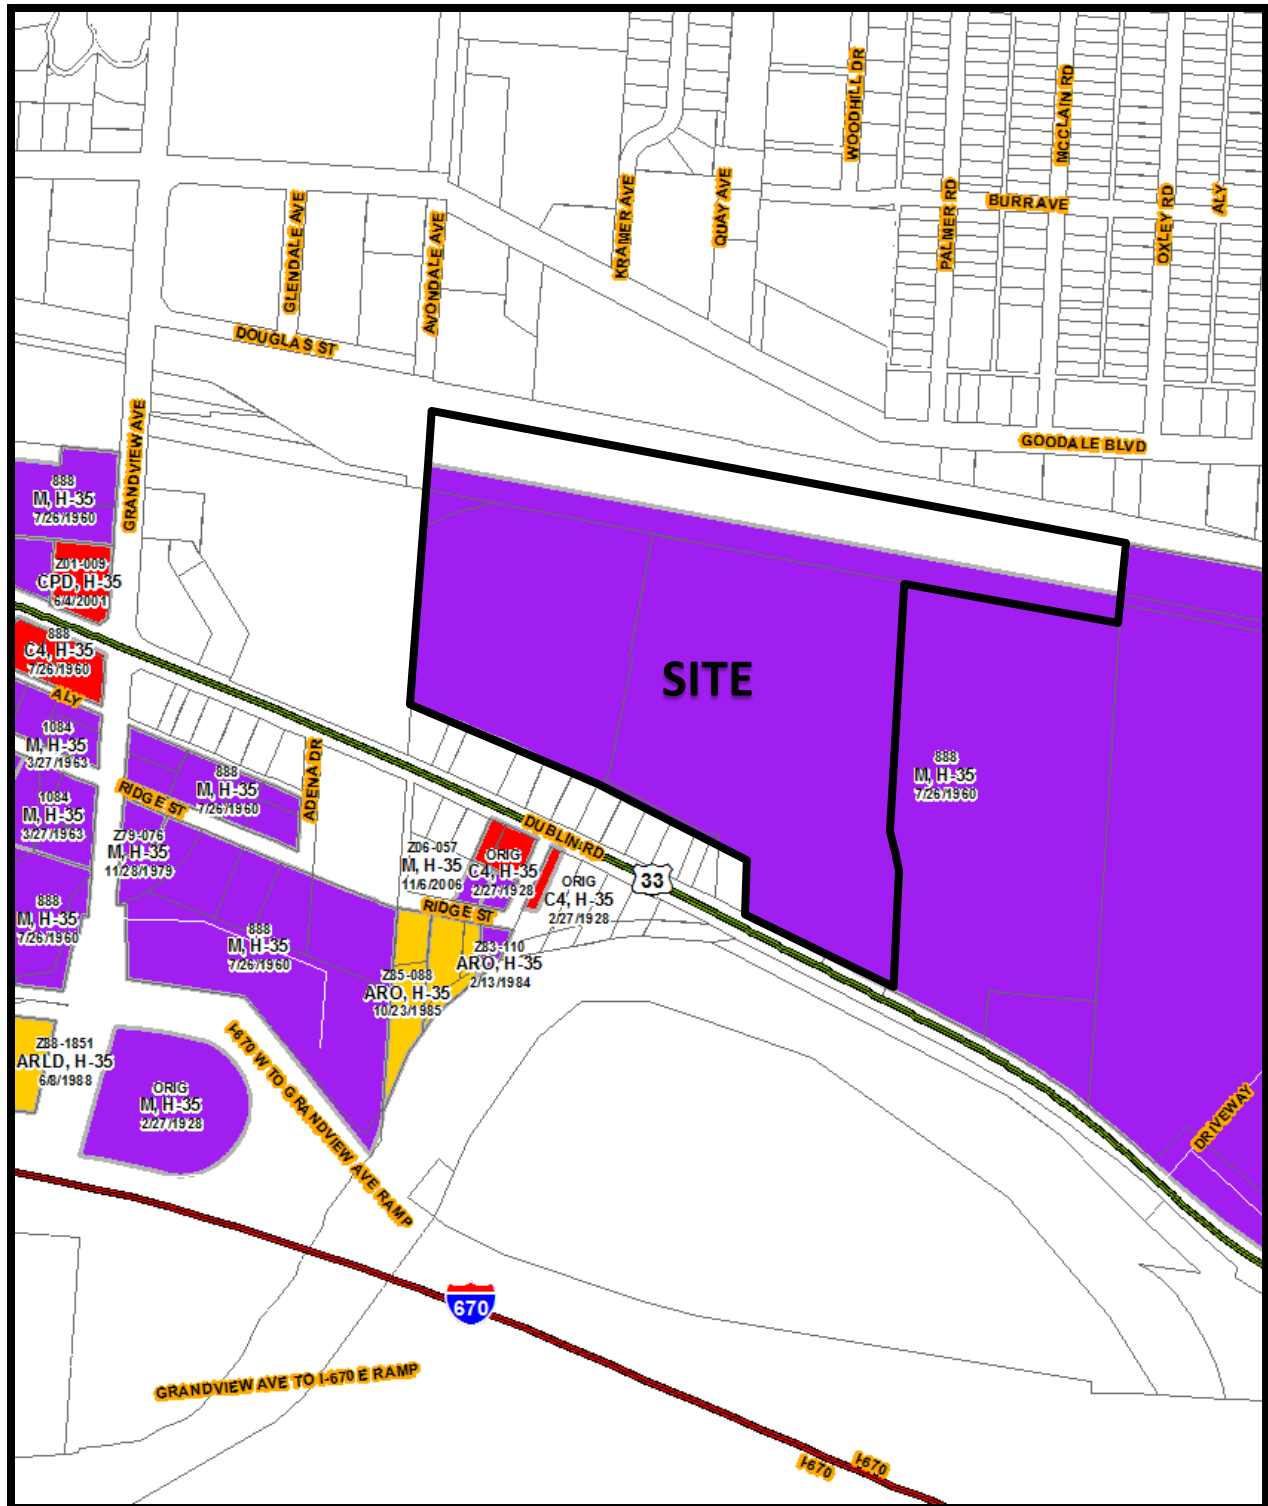 WOODHILL DR
MCCLAIN RD
KRAMER AVE
QUAY AVE
PALMER RD
BURR AVE
OXLEY RD
ALY
GLENDALE AVE
AVONDALE AVE
DOUGLAS ST
GRANDVIEW AVE
GOODALE BLVD
888
M, H-35
7/26/1960
Z01-009
CPD, H-35
6/4/2001
888
C4, H-35
7/26/1960
ALY
SITE
1084
M, H-35
3/27/1963
888
M, H-35
7/26/1960
ADENA DR
888
M, H-35
7/26/1960
RIDGE ST
1084
M, H-35
3/27/1963
Z79-076
M, H-35
11/28/1979
DUBLIN RD
Z06-057
M, H-35
11/6/2006
ORIG
C4, H-35
2/27/1928
ORIG
C4, H-35
2/27/1928
33
888
M, H-35
7/26/1960
RIDGE ST
888
M, H-35
7/26/1960
Z83-110
ARO, H-35
2/13/1984
Z85-088
ARO, H-35
10/23/1985
Z88-1851
ARLD, H-35
6/8/1988
I-670 W TO GRANDVIEW AVE RAMP
ORIG
M, H-35
2/27/1928
DRIVEWAY
670
GRANDVIEW AVE TO I-670 E RAMP
I-670
I-670